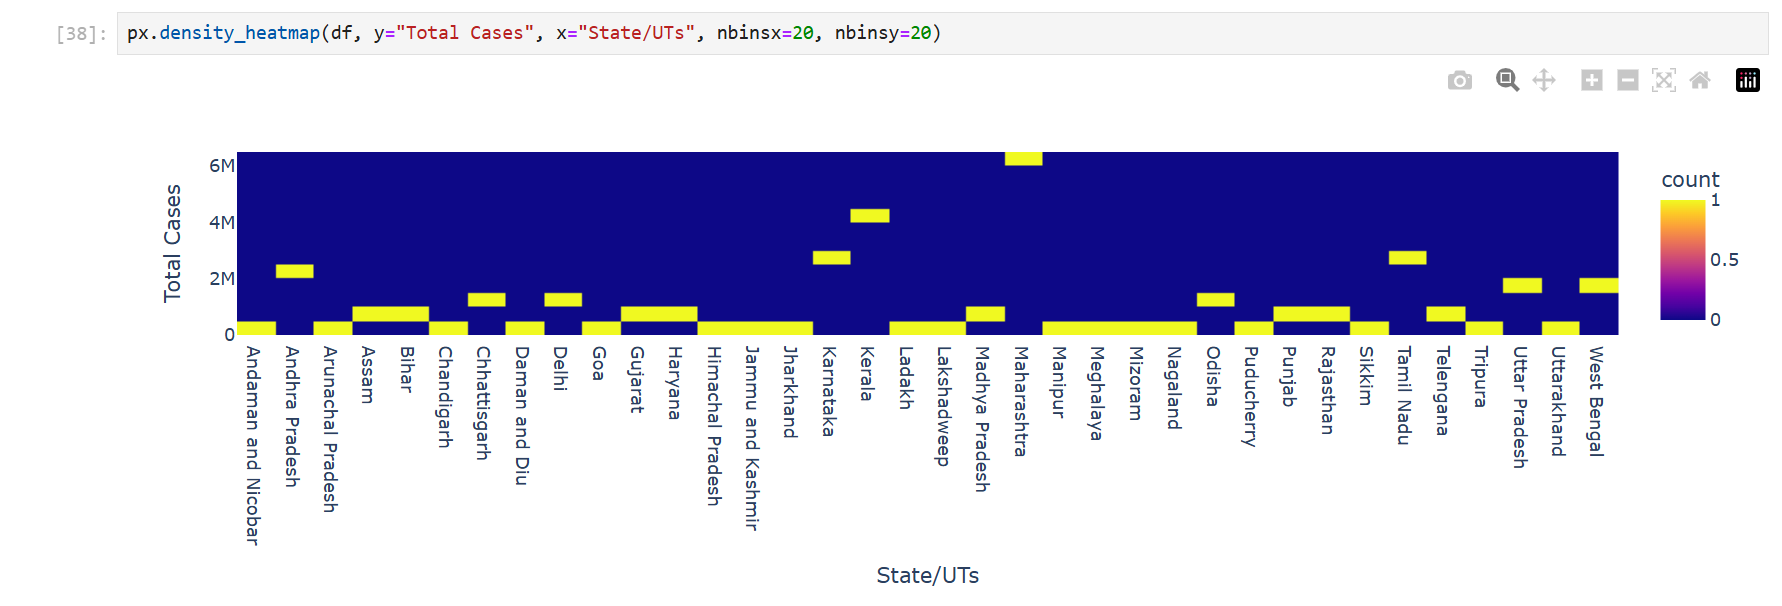 [38]: px.density_heatmap(df, y="Total Cases", x="State/UTs", nbinsx=20, nbinsy=20)
6M
4M
2M
0
Total Cases
count
1
0.5
0
Andaman and Nicobar
Andhra Pradesh
Arunachal Pradesh
Assam
Bihar
Chandigarh
Chhattisgarh
Daman and Diu
Delhi
Goa
Gujarat
Haryana
Himachal Pradesh
Jammu and Kashmir
Jharkhand
Karnataka
Kerala
Ladakh
Lakshadweep
Madhya Pradesh
Maharashtra
Manipur
Meghalaya
Mizoram
Nagaland
Odisha
Puducherry
Punjab
Rajasthan
Sikkim
Tamil Nadu
Telengana
Tripura
Uttar Pradesh
Uttarakhand
West Bengal
State/UTs